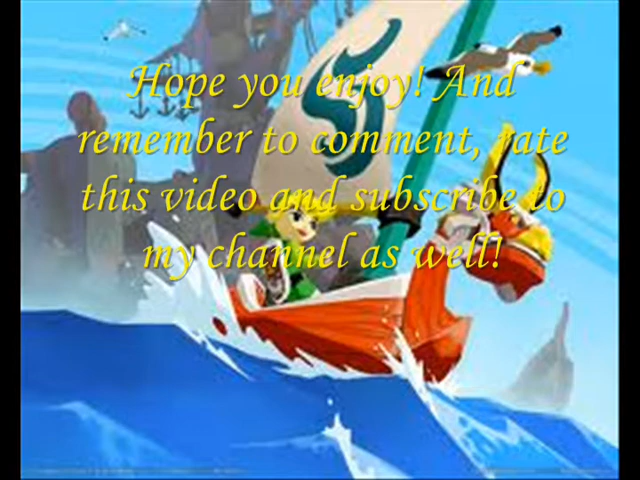 Hope you enjoy! And
remember to comment, rate
this video and subscribe to
my channel as well!